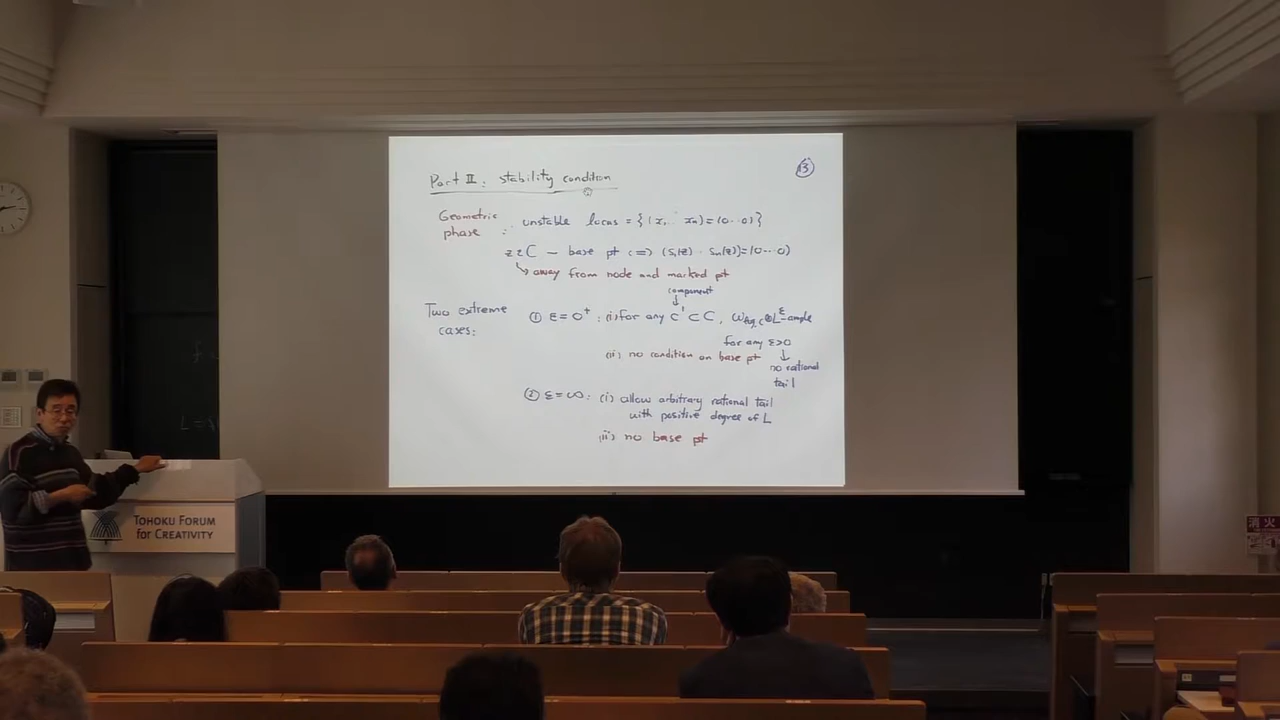 Part II: stability condition
13
Geometric phase : unstable locus = {(x₁ .. xₙ) = (0...0)}
z ∈ C — base pt <=> (s₁(z) .. sₙ(z)) = (0...0)
↳ away from node and marked pt
component
↓
Two extreme cases:
① ε = 0⁺ : (i) for any C' ⊂ C, ω_log,C ⊗ L^ε ample
for any ε>0
(ii) no condition on base pt
↓
no rational tail
② ε = ∞ : (i) allow arbitrary rational tail
with positive degree of L
(ii) no base pt
TOHOKU FORUM
for CREATIVITY
消火